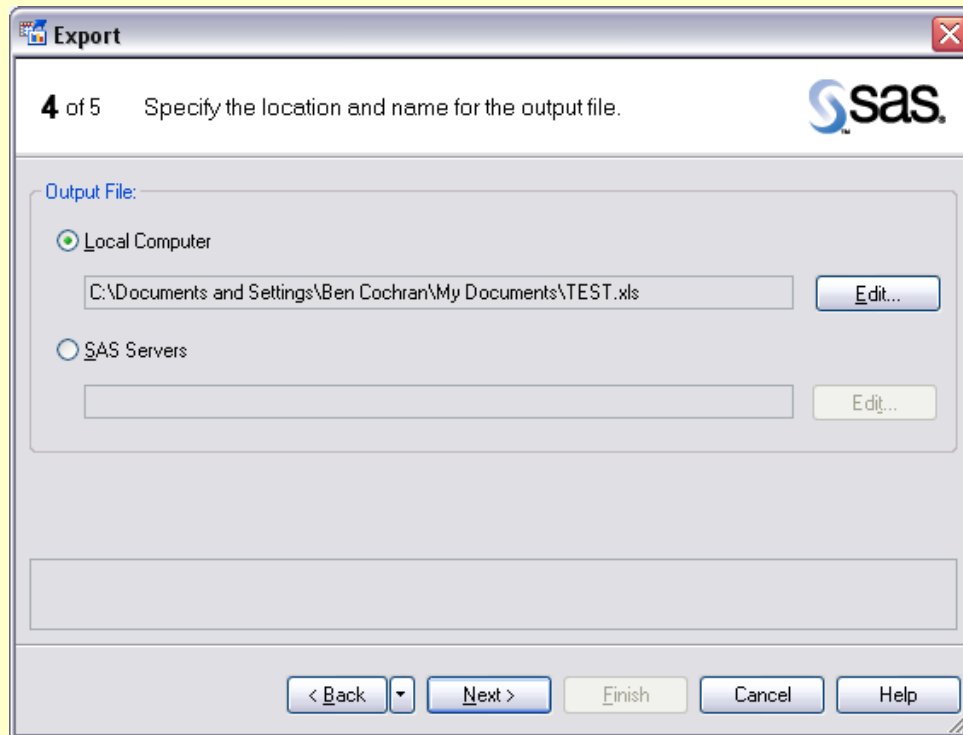 Export
4 of 5 Specify the location and name for the output file.
sas.
™
Output File:
Local Computer
C:\Documents and Settings\Ben Cochran\My Documents\TEST.xls
Edit...
SAS Servers
Edit...
< Back
Next >
Finish
Cancel
Help